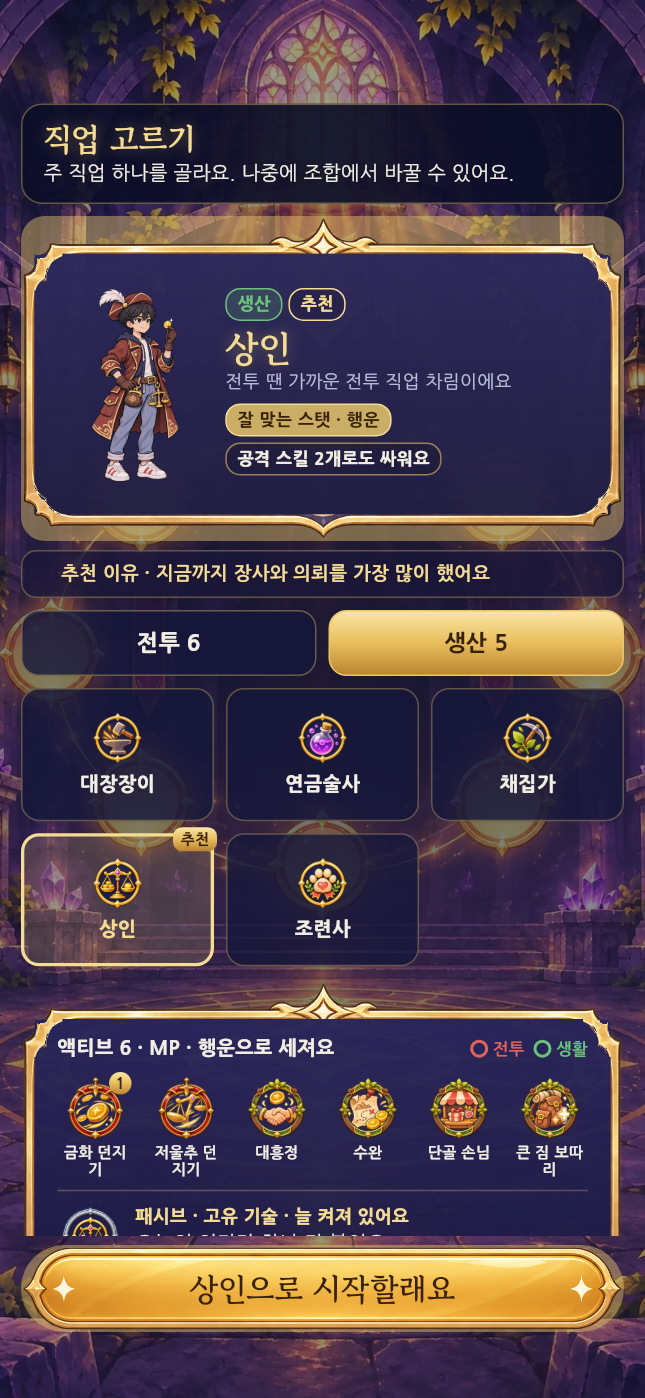 직업 고르기
주 직업 하나를 골라요. 나중에 조합에서 바꿀 수 있어요.
생산 추천
상인
전투 땐 가까운 전투 직업 차림이에요
잘 맞는 스탯 · 행운
공격 스킬 2개로도 싸워요
추천 이유 · 지금까지 장사와 의뢰를 가장 많이 했어요
전투 6 생산 5
대장장이 연금술사 채집가
추천
상인 조련사
액티브 6 · MP · 행운으로 세져요 전투 생활
1
금화 던지 저울추 던 대흥정 수완 단골 손님 큰 짐 보따
기 지기 리
패시브 · 고유 기술 · 늘 켜져 있어요
상인으로 시작할래요